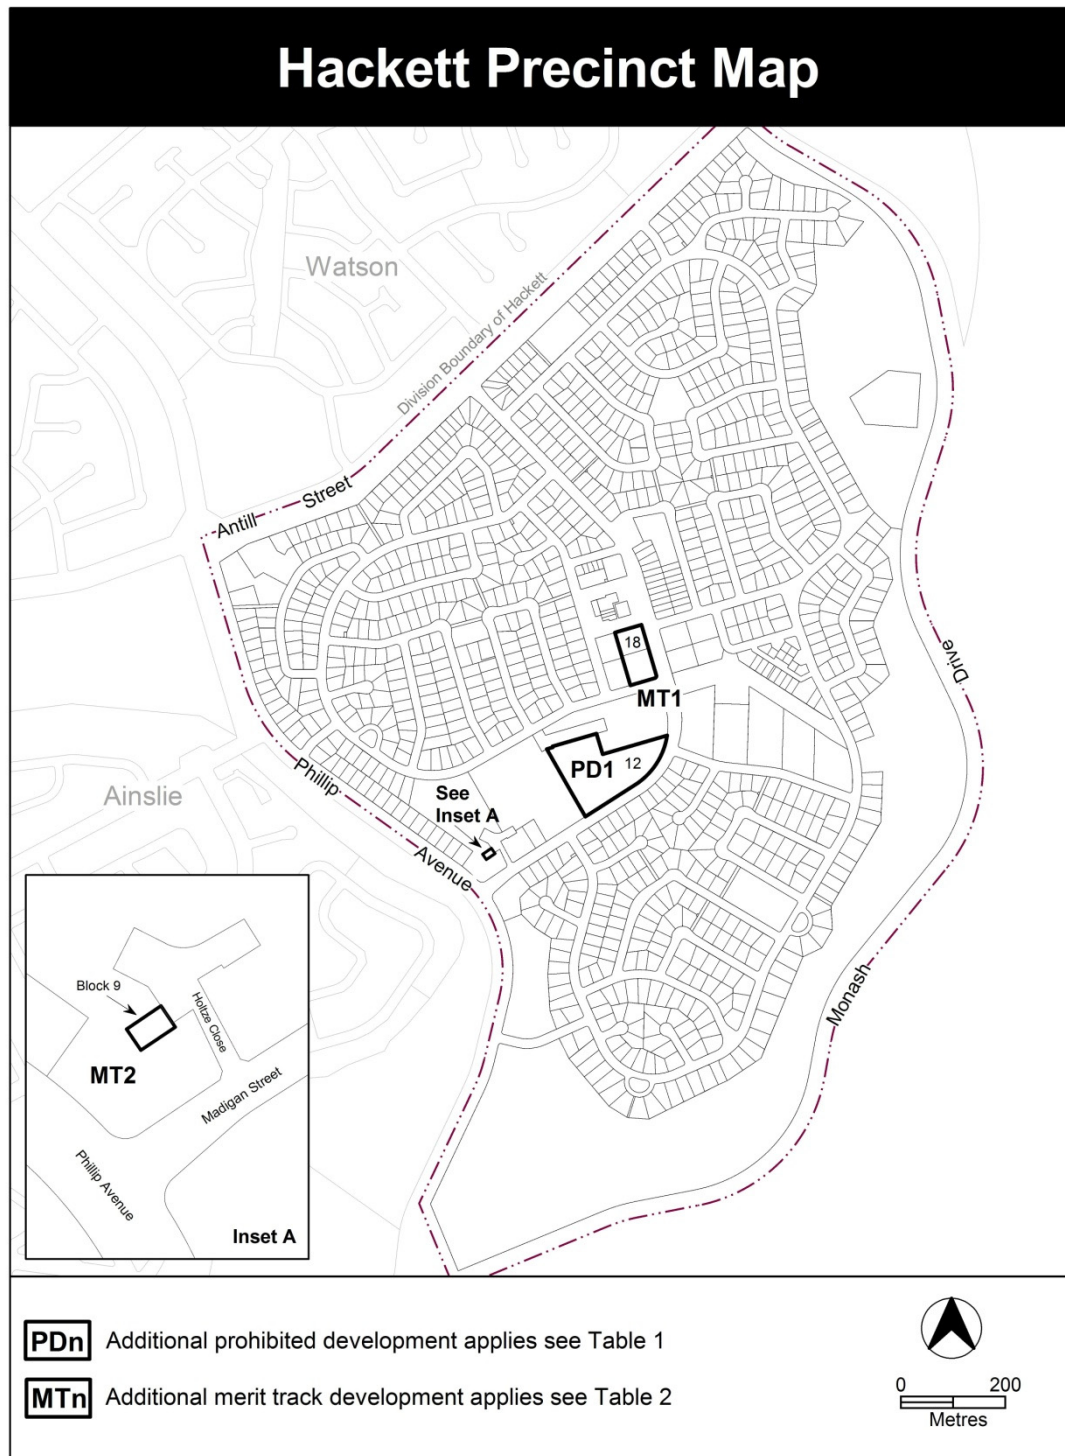 Hackett Precinct Map
Watson
Division Boundary of Hackett
Antill
Street
Drive
18
MT1
PD1
12
Phillip
Ainslie
See
Inset A
Avenue
Monash
Block 9
Holtze Close
MT2
Madigan Street
Phillip Avenue
Inset A
PDn Additional prohibited development applies see Table 1
MTn Additional merit track development applies see Table 2
0 200
Metres